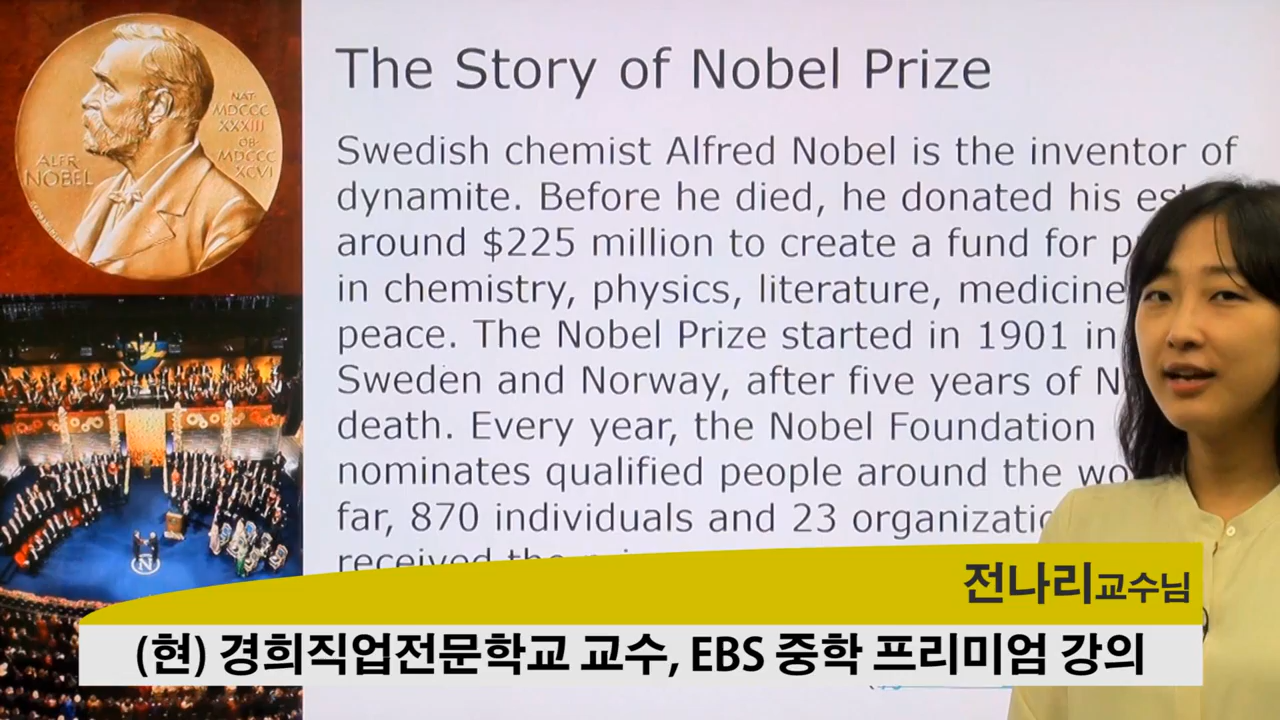 The Story of Nobel Prize
Swedish chemist Alfred Nobel is the inventor of
dynamite. Before he died, he donated his
around $225 million to create a fund for
in chemistry, physics, literature, medicine
peace. The Nobel Prize started in 1901 in
Sweden and Norway, after five years of
death. Every year, the Nobel Foundation
nominates qualified people around the
far, 870 individuals and 23
received the
ALFR·
NOBEL
NAT·
MDCCC
XXXIII
OB·
MDCCC
XCVI
N
전나리교수님
(현) 경희직업전문학교 교수, EBS 중학 프리미엄 강의